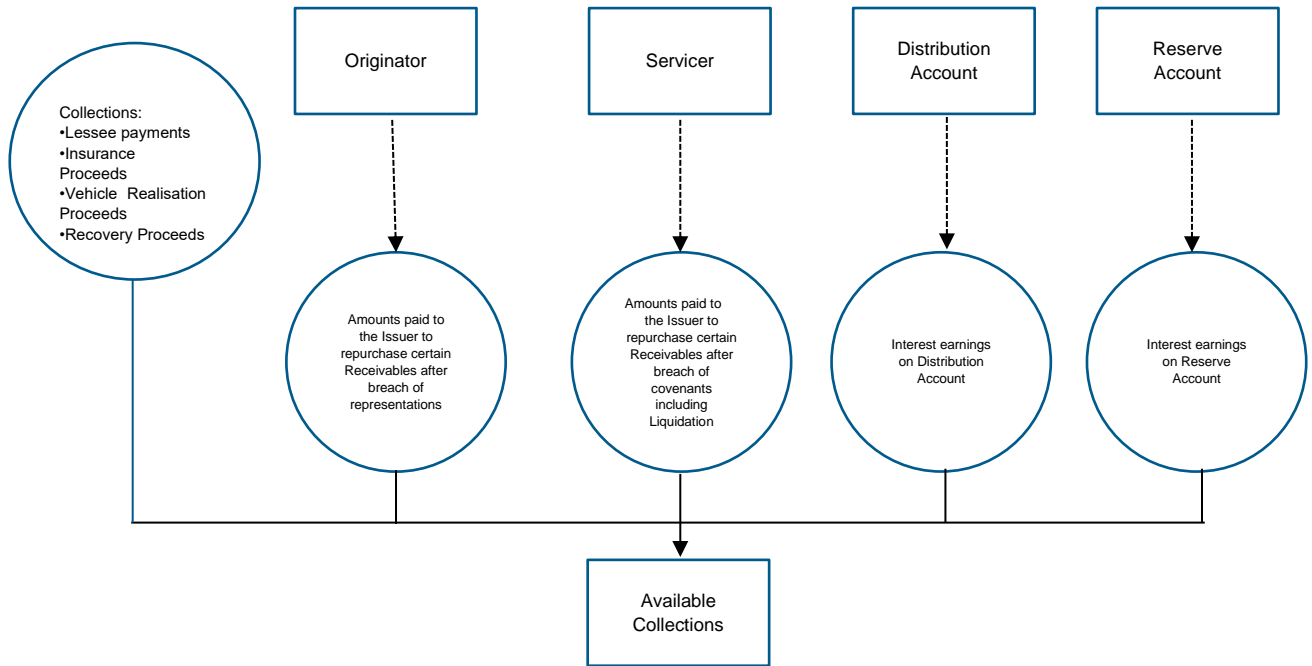 Originator
Servicer
Distribution
Account
Reserve
Account
Collections:
•Lessee payments
•Insurance
Proceeds
•Vehicle Realisation
Proceeds
•Recovery Proceeds
Amounts paid to
the Issuer to
repurchase certain
Receivables after
breach of
representations
Amounts paid to
the Issuer to
repurchase certain
Receivables after
breach of
covenants
including
Liquidation
Interest earnings
on Distribution
Account
Interest earnings
on Reserve
Account
Available
Collections